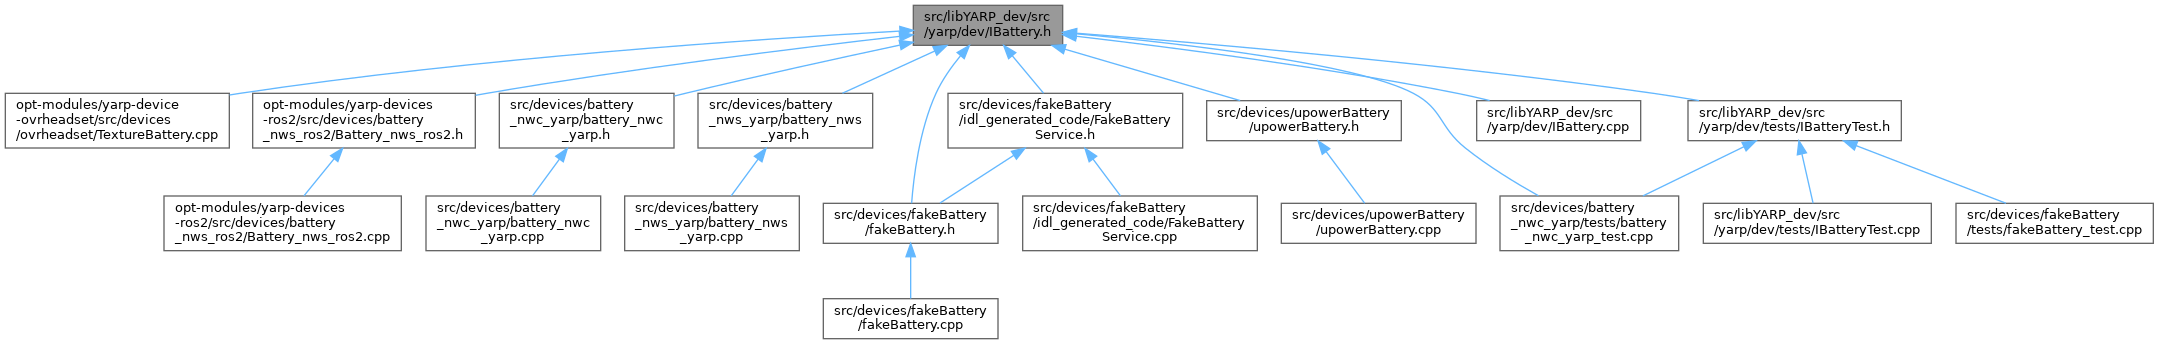 src/libYARP_dev/src
/yarp/dev/IBattery.h
opt-modules/yarp-device
-ovrheadset/src/devices
/ovrheadset/TextureBattery.cpp
opt-modules/yarp-devices
-ros2/src/devices/battery
_nws_ros2/Battery_nws_ros2.h
src/devices/battery
_nwc_yarp/battery_nwc
_yarp.h
src/devices/battery
_nws_yarp/battery_nws
_yarp.h
src/devices/fakeBattery
/idl_generated_code/FakeBattery
Service.h
src/devices/upowerBattery
/upowerBattery.h
src/libYARP_dev/src
/yarp/dev/IBattery.cpp
src/libYARP_dev/src
/yarp/dev/tests/IBatteryTest.h
opt-modules/yarp-devices
-ros2/src/devices/battery
_nws_ros2/Battery_nws_ros2.cpp
src/devices/battery
_nwc_yarp/battery_nwc
_yarp.cpp
src/devices/battery
_nws_yarp/battery_nws
_yarp.cpp
src/devices/fakeBattery
/fakeBattery.h
src/devices/fakeBattery
/idl_generated_code/FakeBattery
Service.cpp
src/devices/upowerBattery
/upowerBattery.cpp
src/devices/battery
_nwc_yarp/tests/battery
_nwc_yarp_test.cpp
src/libYARP_dev/src
/yarp/dev/tests/IBatteryTest.cpp
src/devices/fakeBattery
/tests/fakeBattery_test.cpp
src/devices/fakeBattery
/fakeBattery.cpp